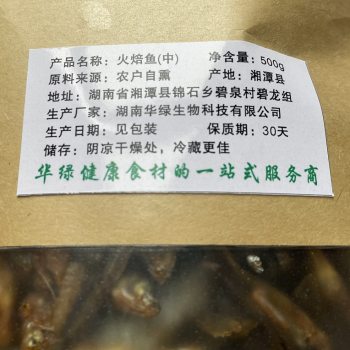 产品名称：火焙鱼(中) 净含量：500g
原料来源：农户自熏 产地：湘潭县
地址：湖南省湘潭县锦石乡碧泉村碧龙组
生产厂家：湖南华绿生物科技有限公司
生产日期：见包装 保质期：30天
储存：阴凉干燥处，冷藏更佳
华绿健康食材的一站式服务商